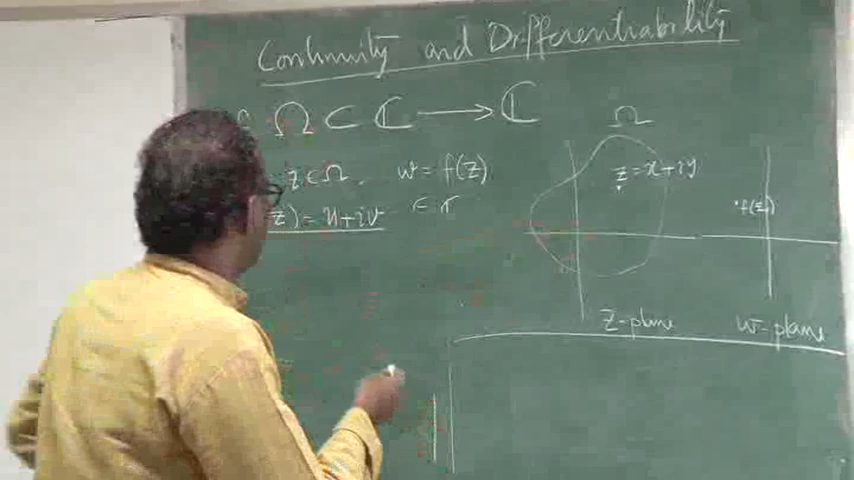 Continuity and Differentiability
Ω ⊂ ℂ ⟶ ℂ
z ∈ Ω, w = f(z)
z) = u+iv ∈ ℂ
Ω
z = x+iy
f(z)
z-plane
w-plane